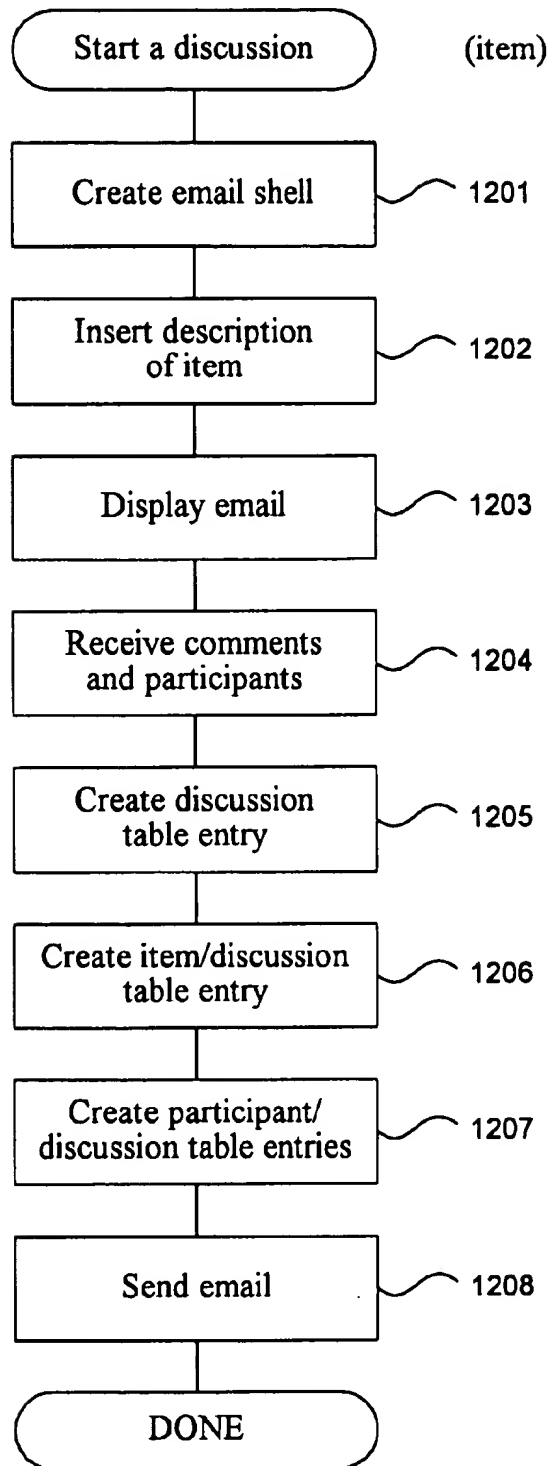 Start a discussion (item)
Create email shell 1201
Insert description
of item 1202
Display email 1203
Receive comments
and participants 1204
Create discussion
table entry 1205
Create item/discussion
table entry 1206
Create participant/
discussion table entries 1207
Send email 1208
DONE